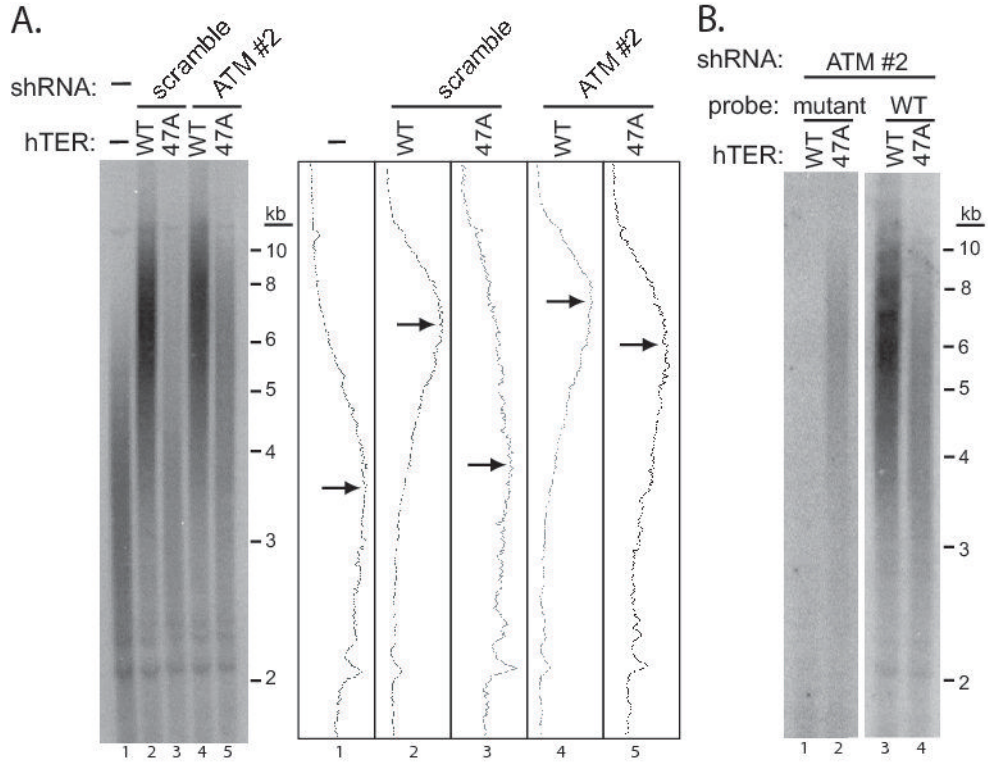 A.
shRNA: – scramble ATM #2
hTER: – WT 47A WT 47A
kb
10
8
6
5
4
3
2
1 2 3 4 5
scramble ATM #2
– WT 47A WT 47A
1 2 3 4 5
B.
shRNA: ATM #2
probe: mutant WT
hTER: WT 47A WT 47A
kb
10
8
6
5
4
3
2
1 2 3 4